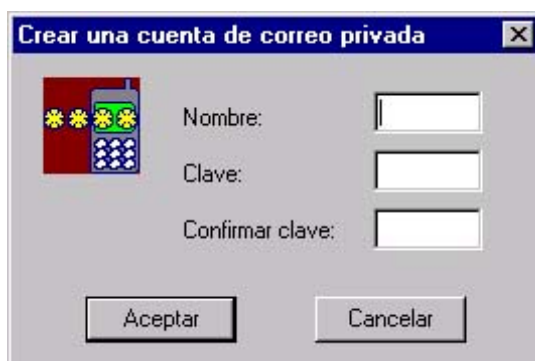 Crear una cuenta de correo privada
Nombre:
Clave:
Confirmar clave:
Aceptar
Cancelar